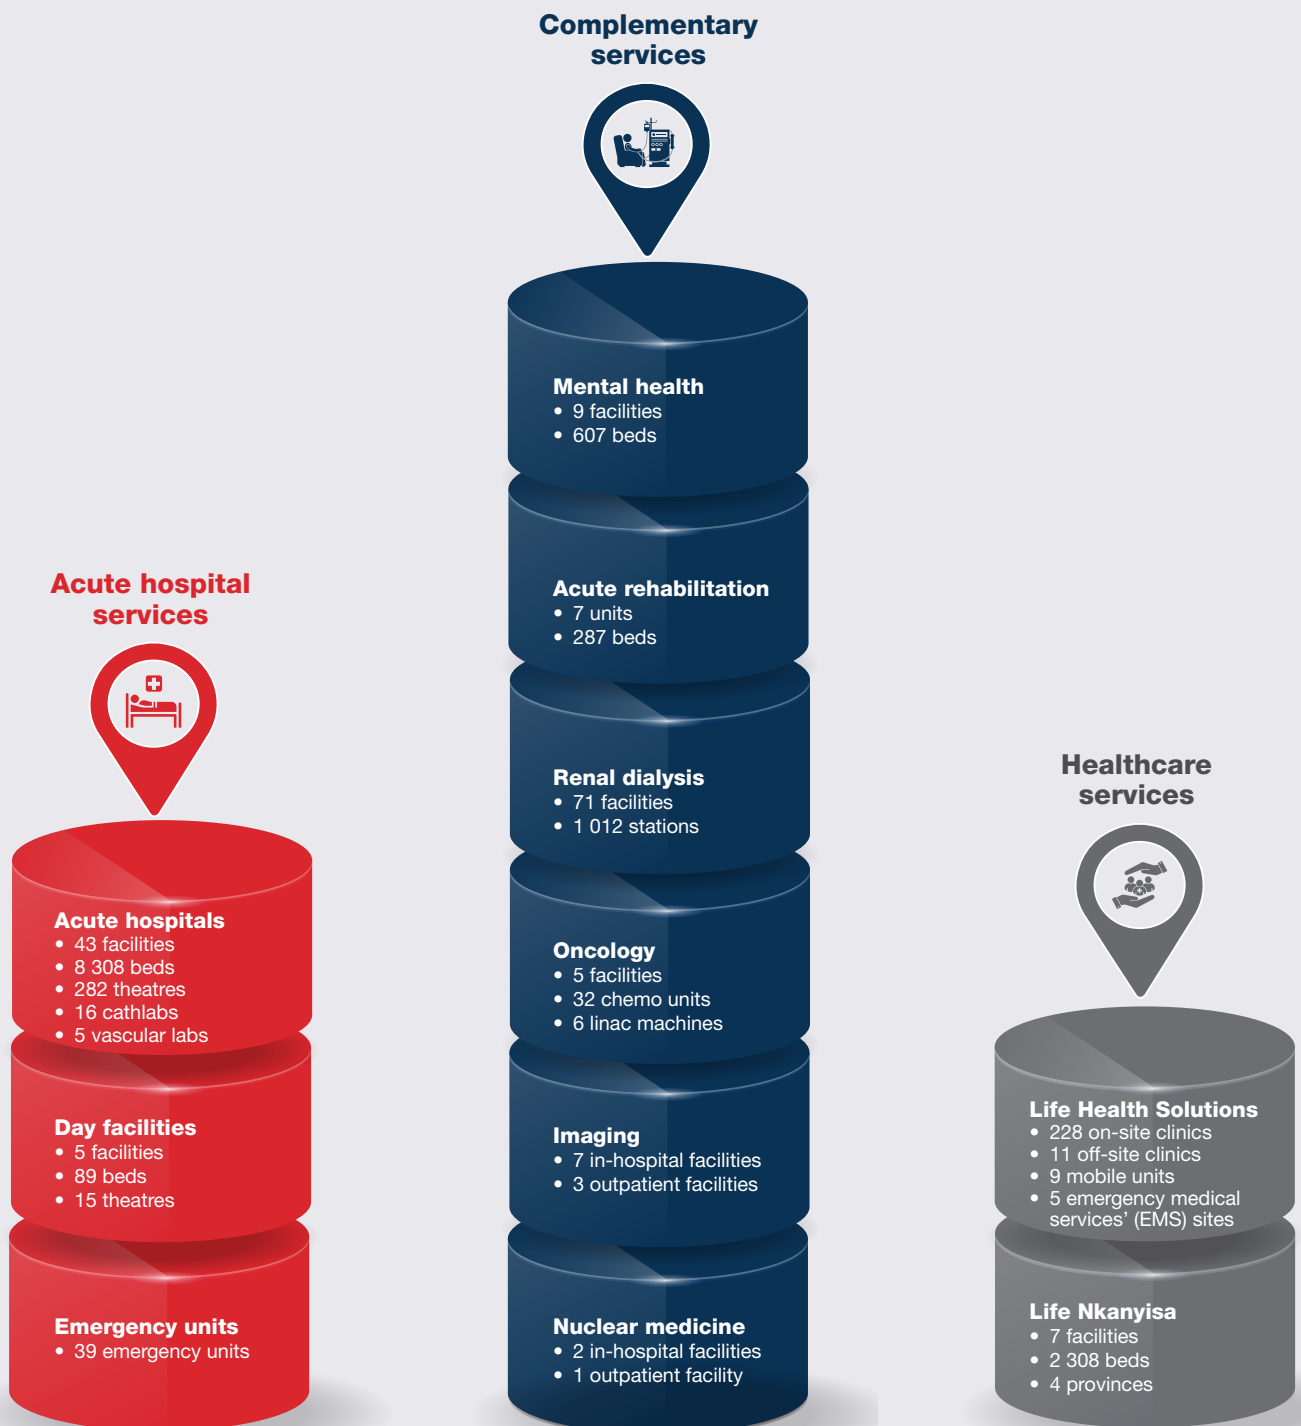 Complementary
services
Mental health
• 9 facilities
• 607 beds
Acute rehabilitation
• 7 units
• 287 beds
Renal dialysis
• 71 facilities
• 1 012 stations
Oncology
• 5 facilities
• 32 chemo units
• 6 linac machines
Imaging
• 7 in-hospital facilities
• 3 outpatient facilities
Nuclear medicine
• 2 in-hospital facilities
• 1 outpatient facility
Acute hospital
services
Acute hospitals
• 43 facilities
• 8 308 beds
• 282 theatres
• 16 cathlabs
• 5 vascular labs
Day facilities
• 5 facilities
• 89 beds
• 15 theatres
Emergency units
• 39 emergency units
Healthcare
services
Life Health Solutions
• 228 on-site clinics
• 11 off-site clinics
• 9 mobile units
• 5 emergency medical
services’ (EMS) sites
Life Nkanyisa
• 7 facilities
• 2 308 beds
• 4 provinces